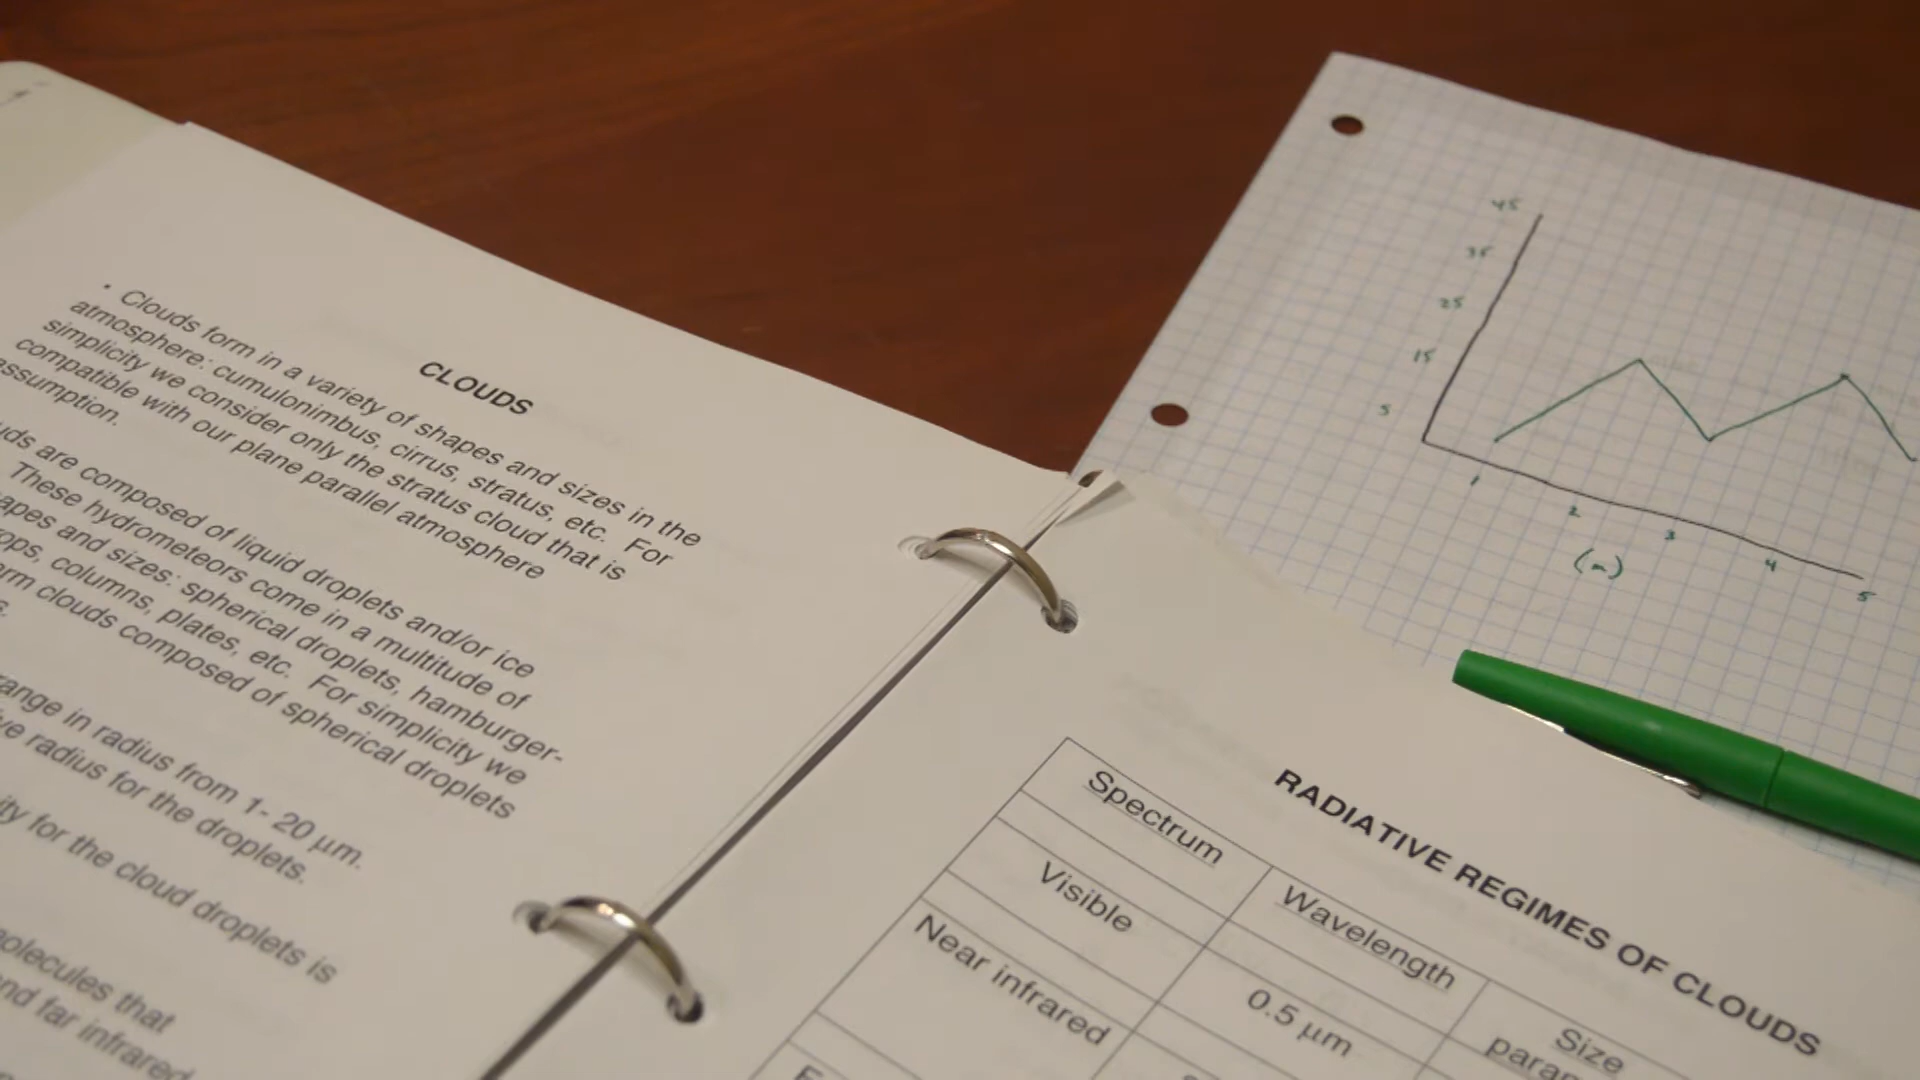 CLOUDS
• Clouds form in a variety of shapes and sizes in the
atmosphere: cumulonimbus, cirrus, stratus, etc. For
simplicity we consider only the stratus cloud that is
compatible with our plane parallel atmosphere
assumption.
uds are composed of liquid droplets and/or ice
These hydrometeors come in a multitude of
apes and sizes: spherical droplets, hamburger-
ops, columns, plates, etc. For simplicity we
rm clouds composed of spherical droplets
s.
range in radius from 1- 20 µm.
ve radius for the droplets.
ity for the cloud droplets is
olecules that
nd far infrared
RADIATIVE REGIMES OF CLOUDS
Spectrum
Wavelength
Size
param
Visible
0.5 µm
Near infrared
45
35
25
15
5
1
2
3
4
5
(a)